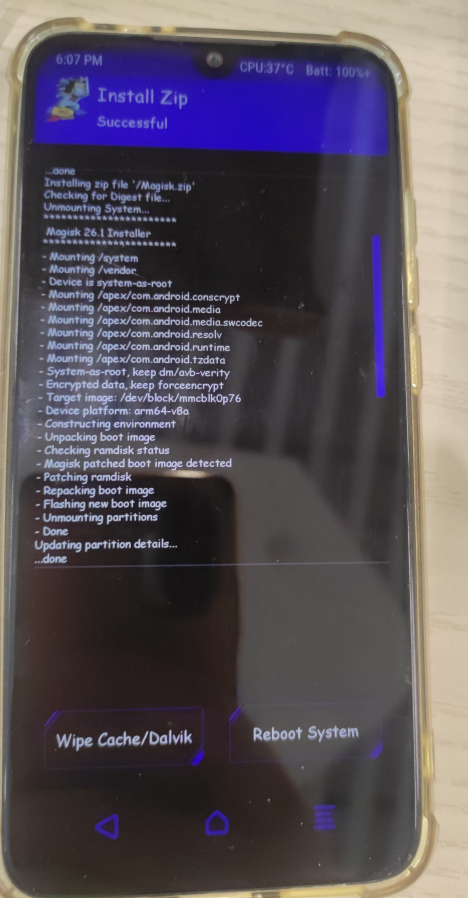 6:07 PM CPU:37°C Batt: 100%+
Install Zip
Successful
...done
Installing zip file '/Magisk.zip'
Checking for Digest file...
Unmounting System...
**********************
Magisk 26.1 Installer
**********************
- Mounting /system
- Mounting /vendor
- Device is system-as-root
- Mounting /apex/com.android.conscrypt
- Mounting /apex/com.android.media
- Mounting /apex/com.android.media.swcodec
- Mounting /apex/com.android.resolv
- Mounting /apex/com.android.runtime
- Mounting /apex/com.android.tzdata
- System-as-root, keep dm/avb-verity
- Encrypted data, keep forceencrypt
- Target image: /dev/block/mmcblk0p76
- Device platform: arm64-v8a
- Constructing environment
- Unpacking boot image
- Checking ramdisk status
- Magisk patched boot image detected
- Patching ramdisk
- Repacking boot image
- Flashing new boot image
- Unmounting partitions
- Done
Updating partition details...
...done
Wipe Cache/Dalvik
Reboot System